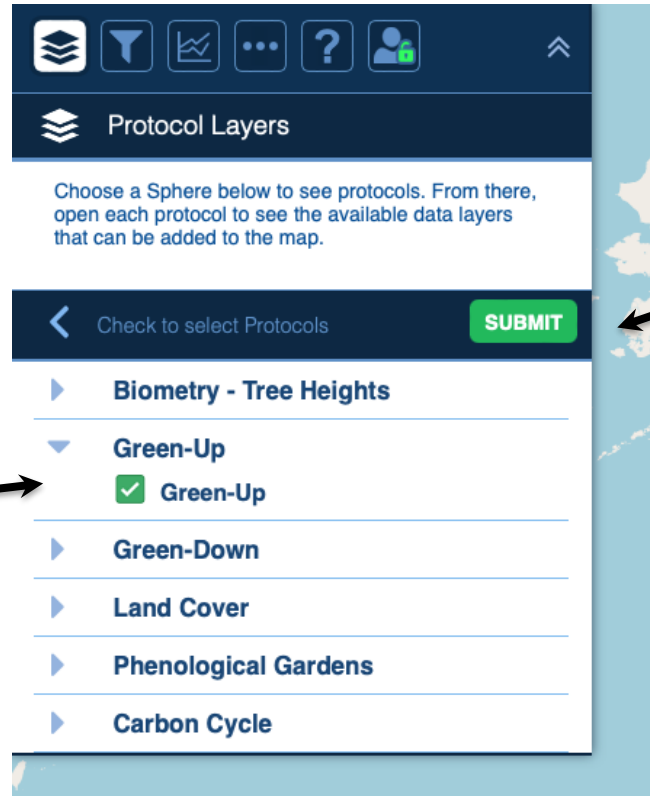 ?
Protocol Layers
Choose a Sphere below to see protocols. From there,
open each protocol to see the available data layers
that can be added to the map.
Check to select Protocols
SUBMIT
Biometry - Tree Heights
Green-Up
Green-Up
Green-Down
Land Cover
Phenological Gardens
Carbon Cycle